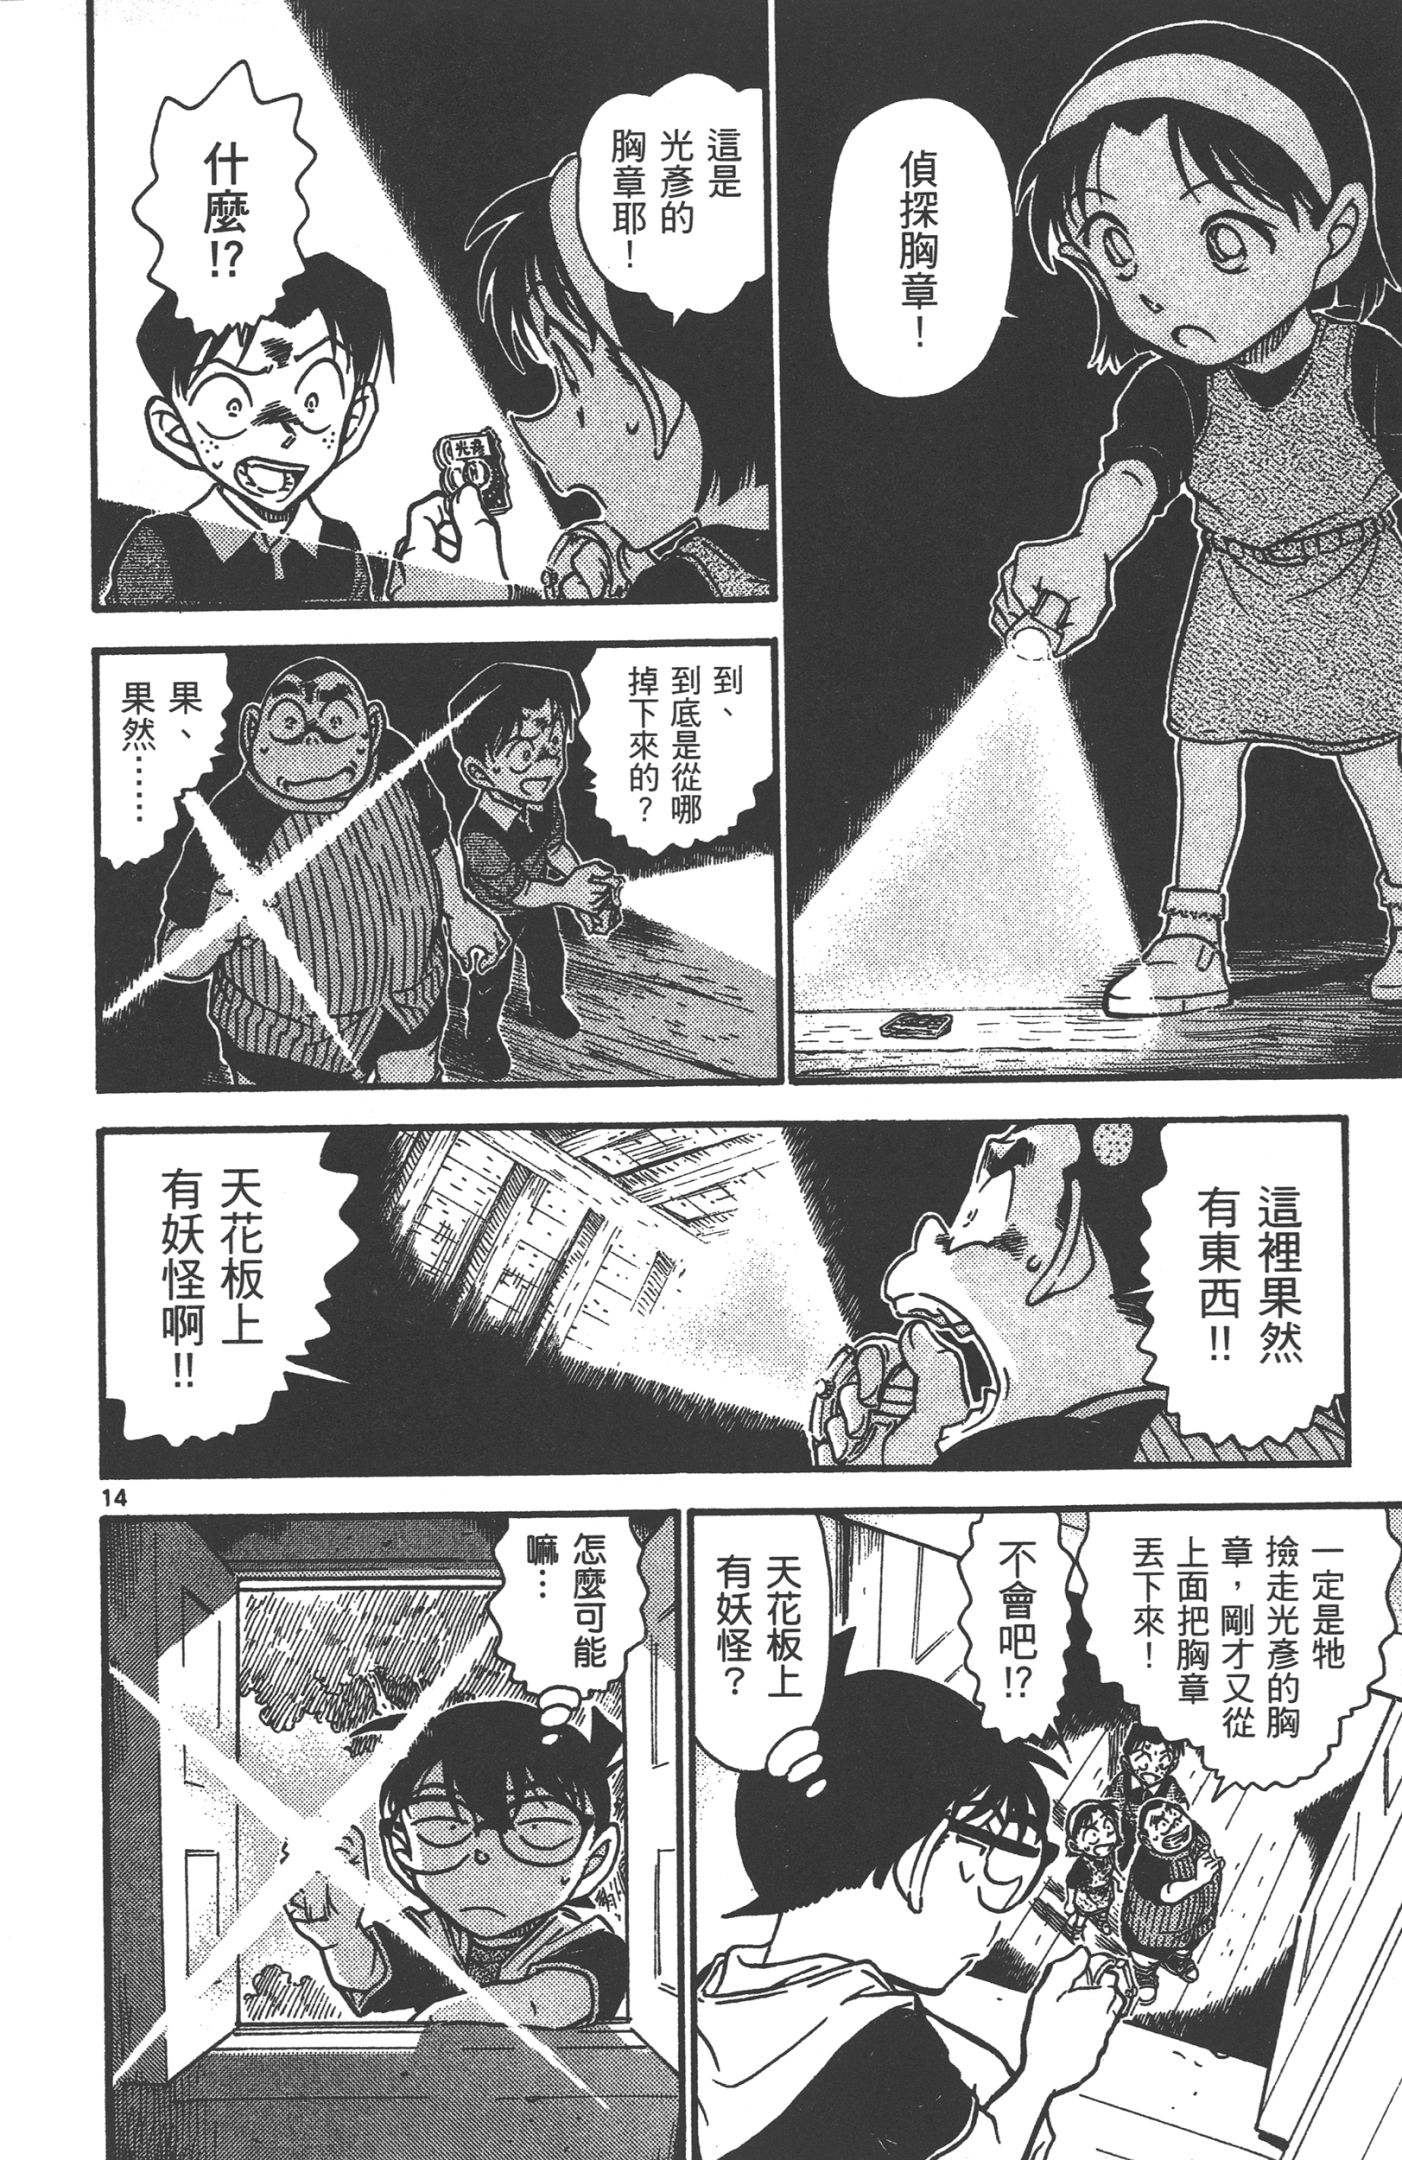 偵探胸章！
這是
光彥的
胸章耶！
光彥
什麼!?
到、
到底是從哪
掉下來的？
果、
果然……
這裡果然
有東西!!
天花板上
有妖怪啊!!
14
一定是牠
撿走光彥的胸
章，剛才又從
上面把胸章
丟下來！
不會吧!?
天花板上
有妖怪？
怎麼可能
嘛…